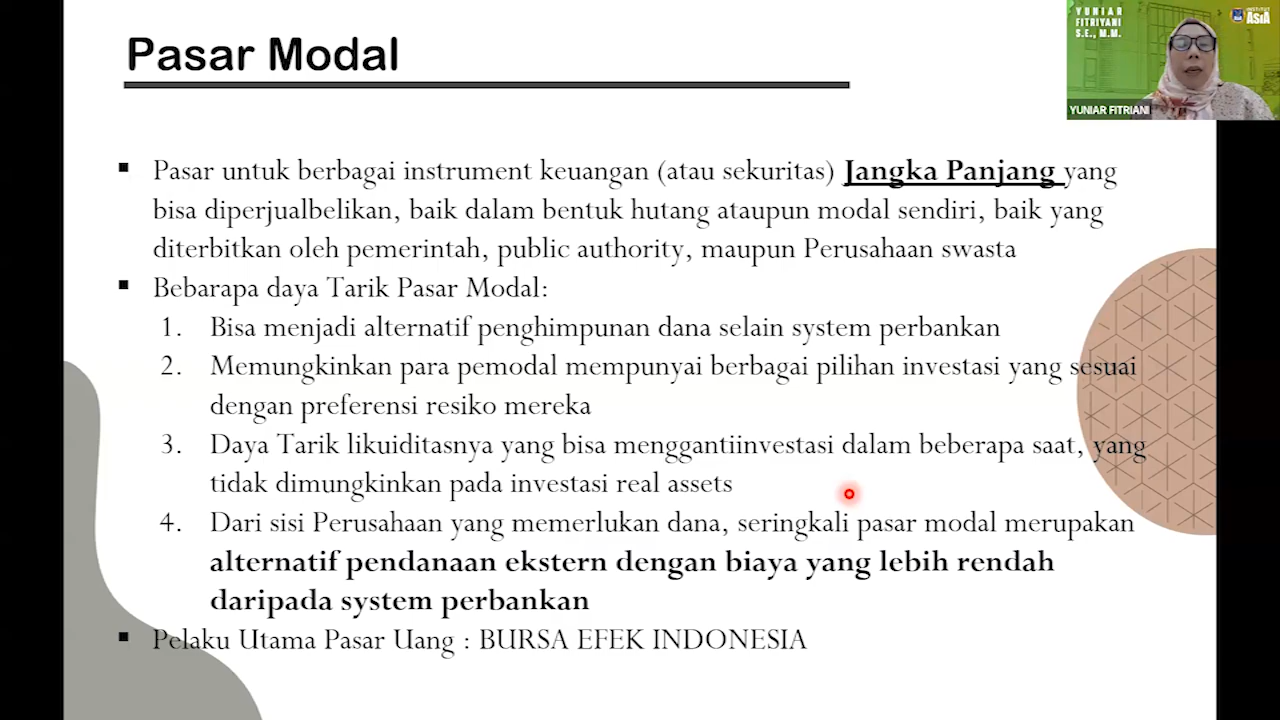 Pasar Modal
Pasar untuk berbagai instrument keuangan (atau sekuritas) Jangka Panjang yang
bisa diperjualbelikan, baik dalam bentuk hutang ataupun modal sendiri, baik yang
diterbitkan oleh pemerintah, public authority, maupun Perusahaan swasta
Bebarapa daya Tarik Pasar Modal:
1. Bisa menjadi alternatif penghimpunan dana selain system perbankan
2. Memungkinkan para pemodal mempunyai berbagai pilihan investasi yang sesuai
dengan preferensi resiko mereka
3. Daya Tarik likuiditasnya yang bisa menggantiinvestasi dalam beberapa saat, yang
tidak dimungkinkan pada investasi real assets
4. Dari sisi Perusahaan yang memerlukan dana, seringkali pasar modal merupakan
alternatif pendanaan ekstern dengan biaya yang lebih rendah
daripada system perbankan
Pelaku Utama Pasar Uang : BURSA EFEK INDONESIA
YUNIAR
FITRIYANI
S.E., M.M.
INSTITUT
ASIA
YUNIAR FITRIANI